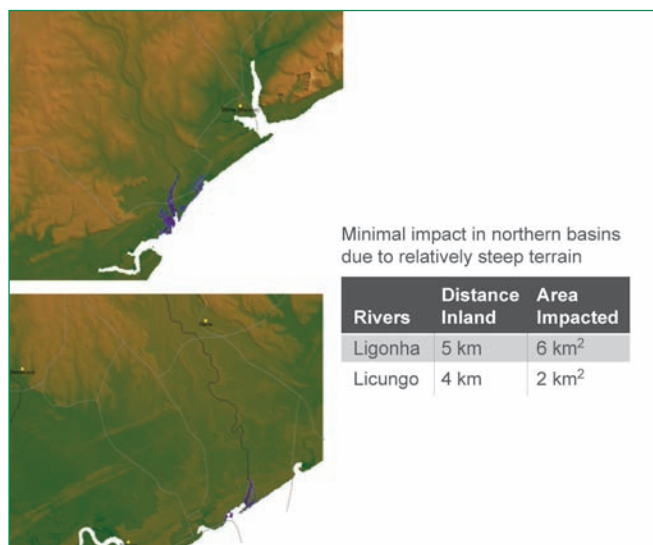 Minimal impact in northern basins
due to relatively steep terrain
Rivers Distance Inland Area Impacted
Ligonha 5 km 6 km²
Licungo 4 km 2 km²